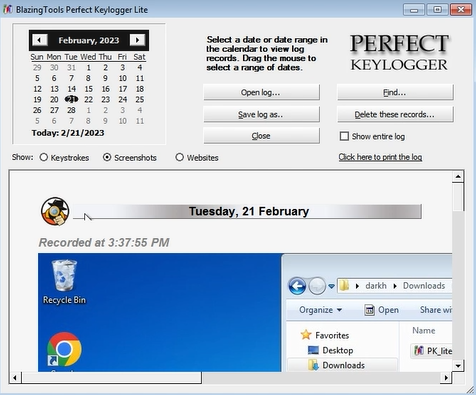 BlazingTools Perfect Keylogger Lite
February, 2023
Sun Mon Tue Wed Thu Fri Sat
29 30 31 1 2 3 4
5 6 7 8 9 10 11
12 13 14 15 16 17 18
19 20 21 22 23 24 25
26 27 28 1 2 3 4
5 6 7 8 9 10 11
Today: 2/21/2023
Select a date or date range
in the calendar to view log
records. Drag the mouse to
select a range of dates.
PERFECT
KEYLOGGER
Open log...
Find...
Save log as..
Delete these records...
Close
Show entire log
Show:
Keystrokes
Screenshots
Websites
Click here to print the log
Tuesday, 21 February
Recorded at 3:37:55 PM
Recycle Bin
darkh
Downloads
Organize
Open
Share wi
Favorites
Name
Desktop
PK_lite
Downloads